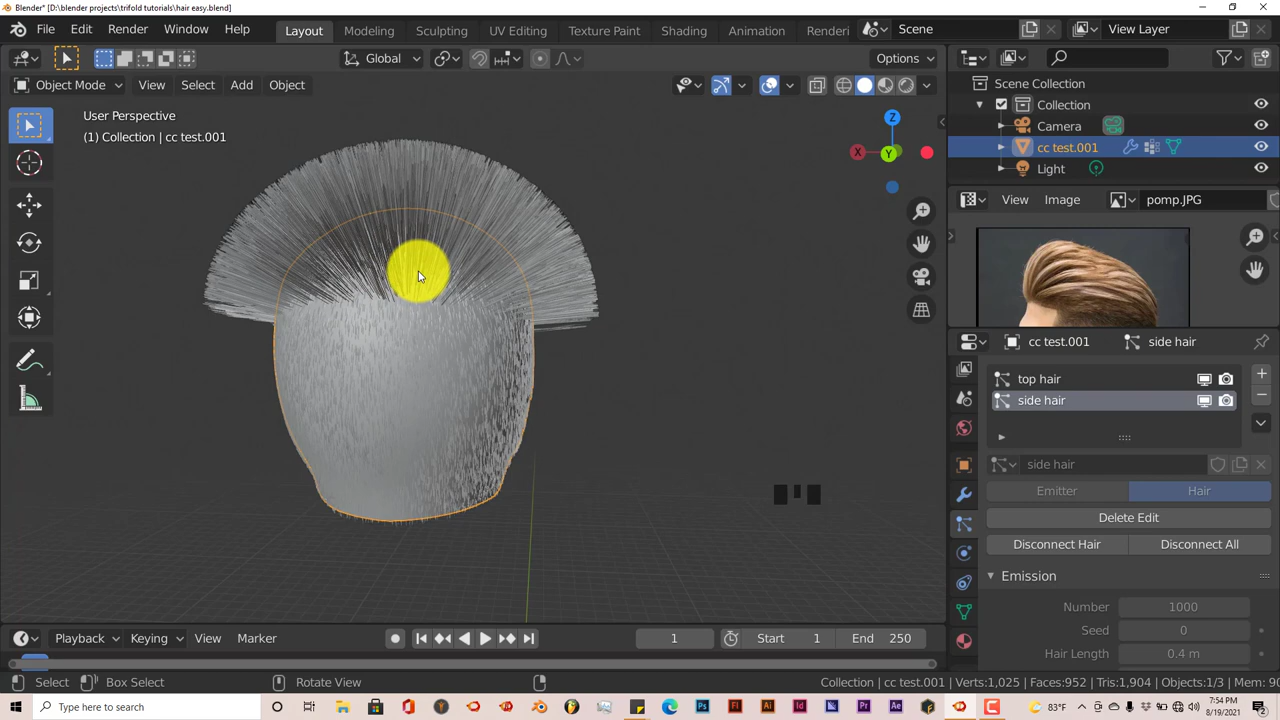 Blender* [D:\blender projects\trifold tutorials\hair easy.blend]
File Edit Render Window Help Layout Modeling Sculpting UV Editing Texture Paint Shading Animation Renderi Scene View Layer
Global Options
Object Mode View Select Add Object
User Perspective
(1) Collection | cc test.001
Z
X
Y
Scene Collection
Collection
Camera
cc test.001
Light
View Image pomp.JPG
cc test.001 side hair
top hair
side hair
side hair
Emitter Hair
Delete Edit
Disconnect Hair Disconnect All
Emission
Number 1000
Seed 0
Hair Length 0.4 m
Playback Keying View Marker 1 Start 1 End 250
Select Box Select Rotate View Collection | cc test.001 | Verts:1,025 | Faces:952 | Tris:1,904 | Objects:1/3 | Mem: 90
Type here to search 83°F 7:54 PM
8/19/2021